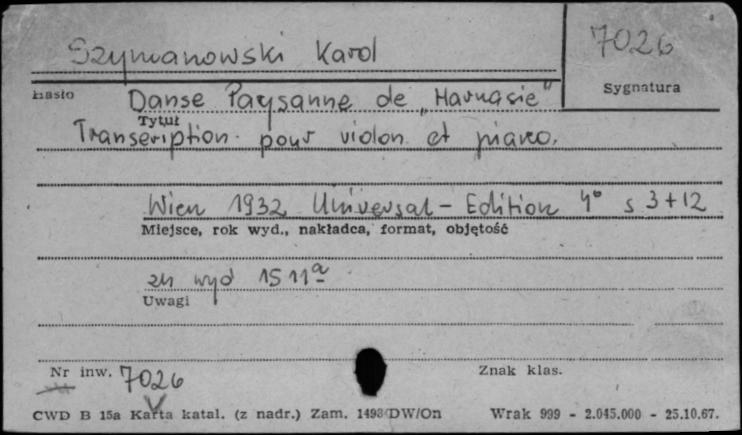 Szymanowski Karol
7026
Sygnatura
Hasło
Danse Paysanne de „Harnasie"
Tytuł
Transcription pour violon et piano.
Wien 1932 Universal - Edition 4° s 3+12
Miejsce, rok wyd., nakładca, format, objętość
zn wyd 1511a
Uwagi
Nr inw. 7026
Znak klas.
CWD B 15a Karta katal. (z nadr.) Zam. 1498 DW/On Wrak 999 - 2.045.000 - 25.10.67.